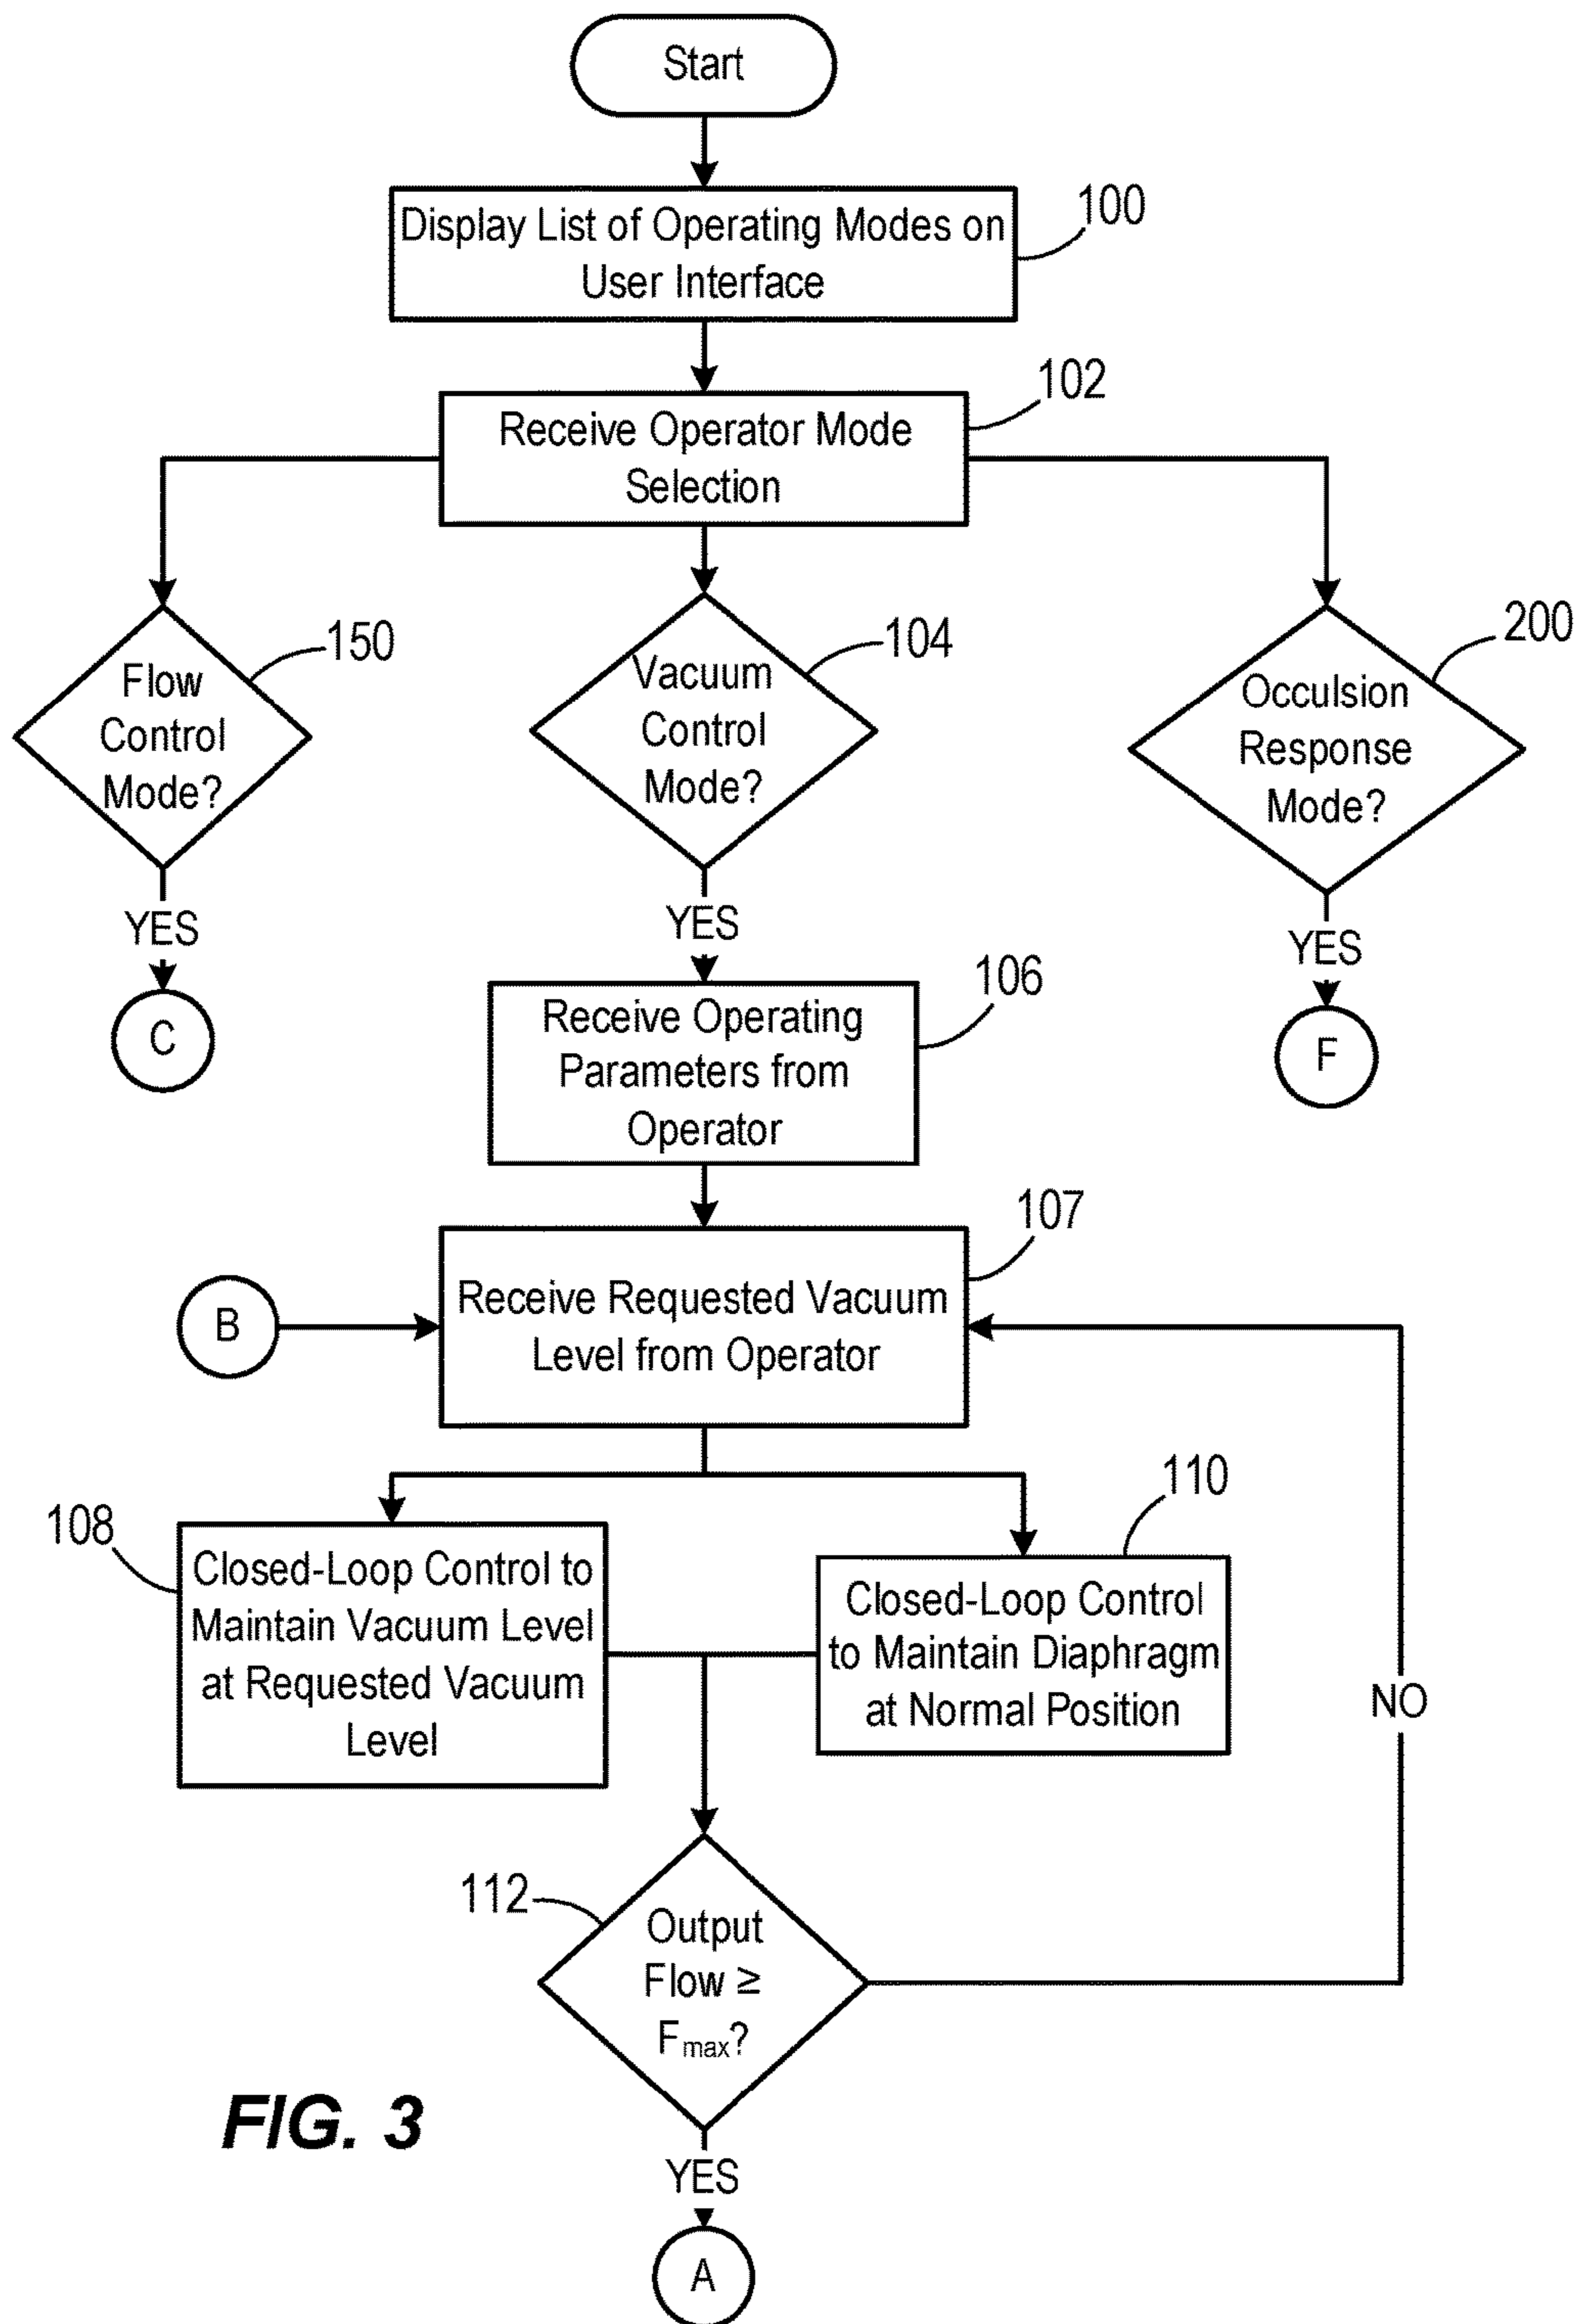 Start
Display List of Operating Modes on
User Interface
100
Receive Operator Mode
Selection
102
Flow
Control
Mode?
150
Vacuum
Control
Mode?
104
Occulsion
Response
Mode?
200
YES
YES
YES
C
Receive Operating
Parameters from
Operator
106
F
B
Receive Requested Vacuum
Level from Operator
107
108
Closed-Loop Control to
Maintain Vacuum Level
at Requested Vacuum
Level
110
Closed-Loop Control
to Maintain Diaphragm
at Normal Position
NO
112
Output
Flow ≥
Fmax?
FIG. 3
YES
A